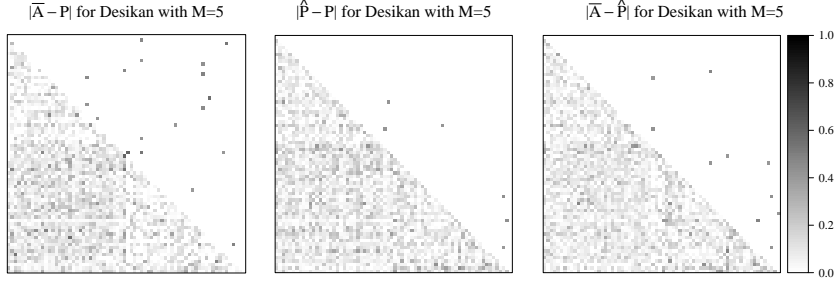 |A̅ − P| for Desikan with M=5
|P̂ − P| for Desikan with M=5
|A̅ − P̂| for Desikan with M=5
1.0
0.8
0.6
0.4
0.2
0.0